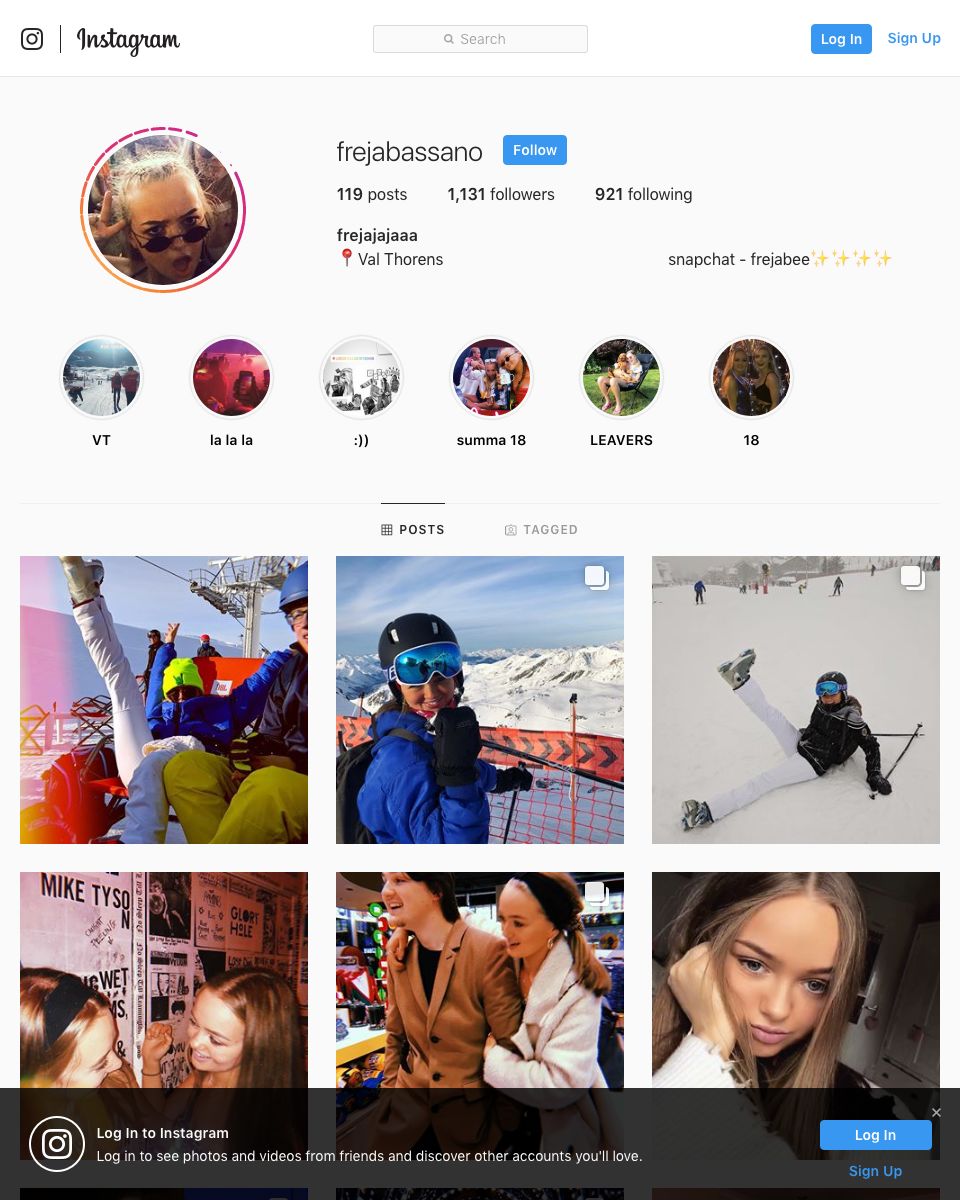 Instagram
Search
Log In
Sign Up
frejabassano
Follow
119 posts
1,131 followers
921 following
frejajajaaa
📍Val Thorens
snapchat - frejabee✨✨✨✨
VT
la la la
:))
summa 18
LEAVERS
18
POSTS
TAGGED
MIKE TYSO
N
GLORY
HOLE
WET
MS,
&
Log In to Instagram
Log in to see photos and videos from friends and discover other accounts you'll love.
×
Log In
Sign Up